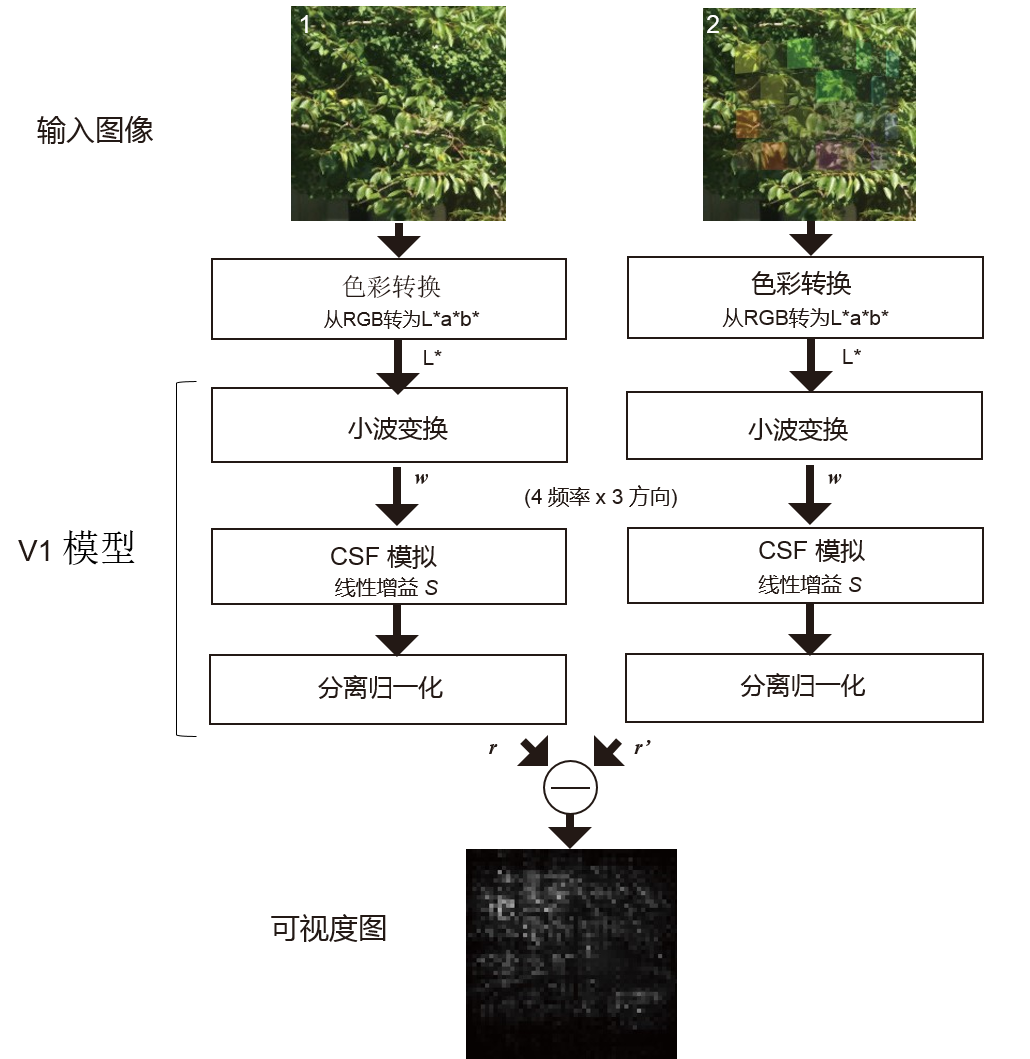 1
2
输入图像
色彩转换
从RGB转为L*a*b*
色彩转换
从RGB转为L*a*b*
L*
L*
小波变换
小波变换
w
w
(4 频率 x 3 方向)
V1 模型
CSF 模拟
线性增益 S
CSF 模拟
线性增益 S
分离归一化
分离归一化
r
r’
可视度图